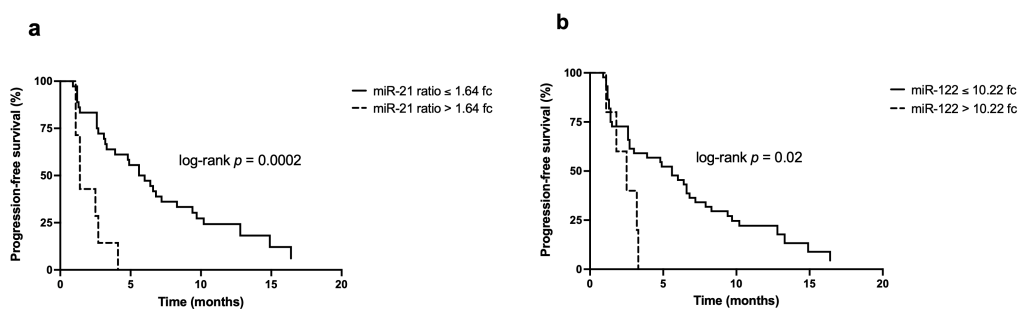 a
miR-21 ratio ≤ 1.64 fc
miR-21 ratio > 1.64 fc
log-rank p = 0.0002
Progression-free survival (%)
100
75
50
25
0
0 5 10 15 20
Time (months)
b
miR-122 ≤ 10.22 fc
miR-122 > 10.22 fc
log-rank p = 0.02
Progression-free survival (%)
100
75
50
25
0
0 5 10 15 20
Time (months)